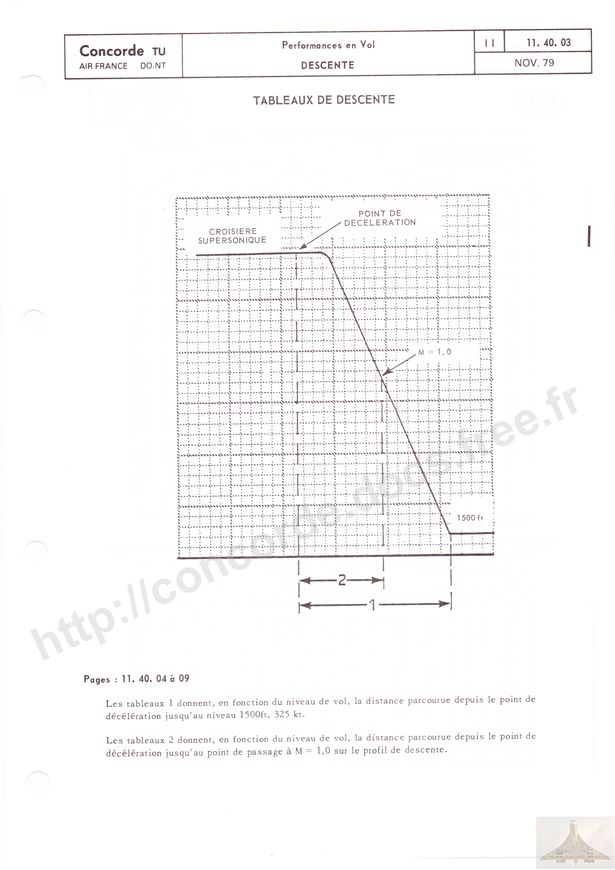 Concorde TU
AIR FRANCE DO.NT
Performances en Vol
DESCENTE
11
11. 40. 03
NOV. 79
TABLEAUX DE DESCENTE
POINT DE
DECELERATION
CROISIERE
SUPERSONIQUE
M = 1.0
1500 ft
2
1
http://concorde.docs.free.fr
Pages : 11. 40. 04 à 09
Les tableaux 1 donnent, en fonction du niveau de vol, la distance parcourue depuis le point de
décélération jusqu'au niveau 1500ft, 325 kt.
Les tableaux 2 donnent, en fonction du niveau de vol, la distance parcourue depuis le point de
décélération jusqu'au point de passage à M = 1,0 sur le profil de descente.